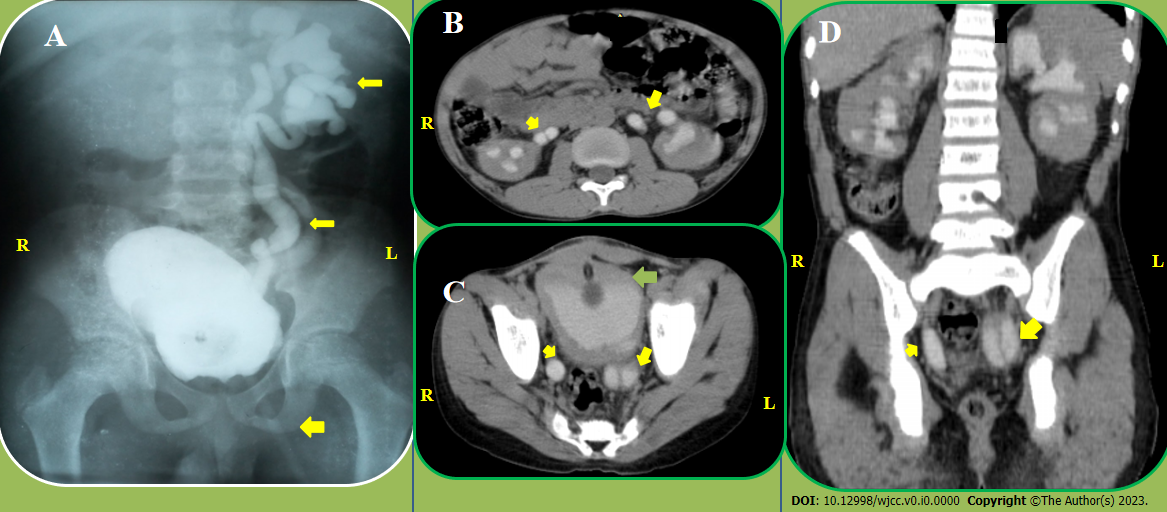 A
B
D
R
L
R
C
R
L
R
L
DOI: 10.12998/wjcc.v0.i0.0000 Copyright ©The Author(s) 2023.